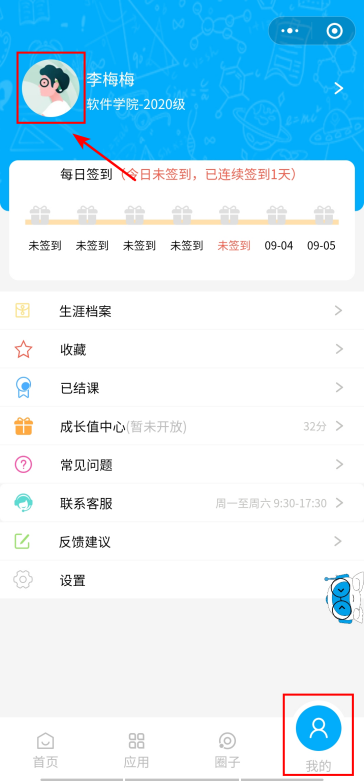 李梅梅
软件学院-2020级
每日签到（今日未签到，已连续签到1天）
未签到 未签到 未签到 未签到 未签到 09-04 09-05
生涯档案
收藏
已结课
成长值中心(暂未开放) 32分
常见问题
联系客服 周一至周六 9:30-17:30
反馈建议
设置
首页 应用 圈子 我的